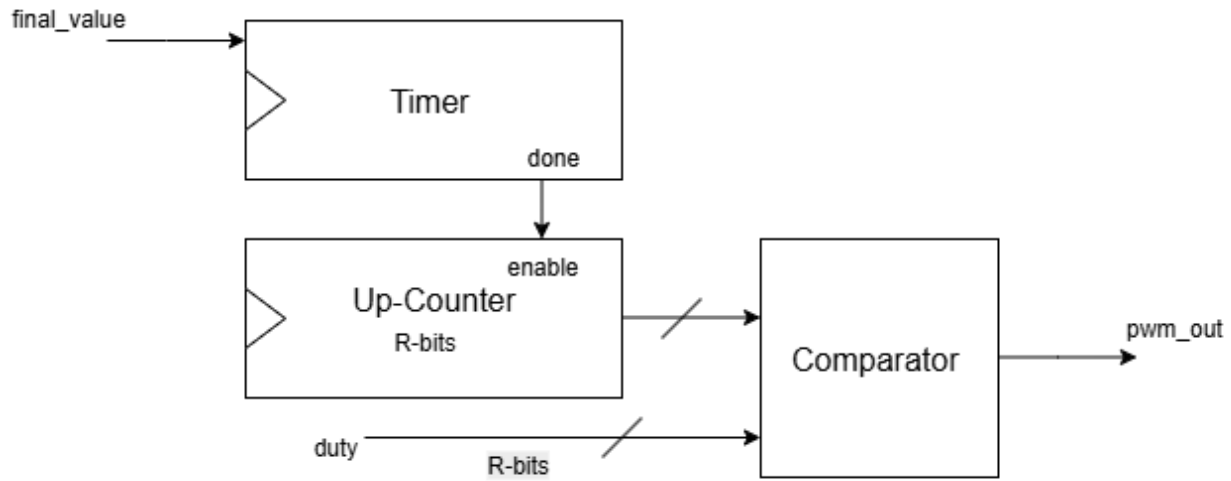 final_value
Timer
done
enable
Up-Counter
R-bits
Comparator
pwm_out
duty
R-bits